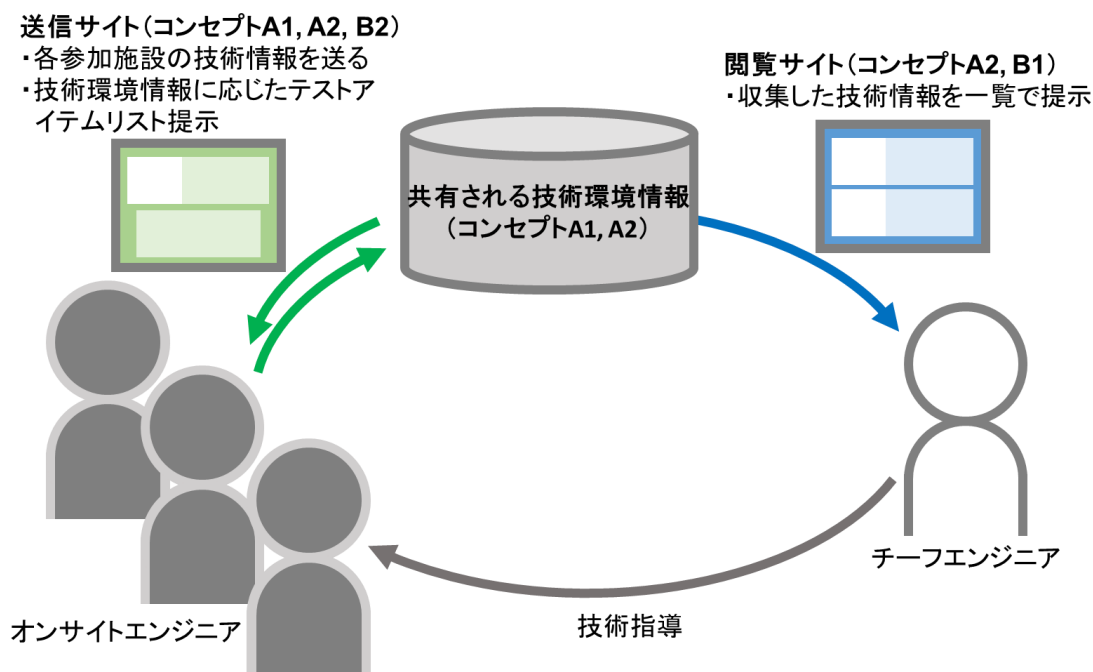 送信サイト(コンセプトA1, A2, B2)
・各参加施設の技術情報を送る
・技術環境情報に応じたテストア
イテムリスト提示
閲覧サイト(コンセプトA2, B1)
・収集した技術情報を一覧で提示
共有される技術環境情報
(コンセプトA1, A2)
チーフエンジニア
オンサイトエンジニア
技術指導